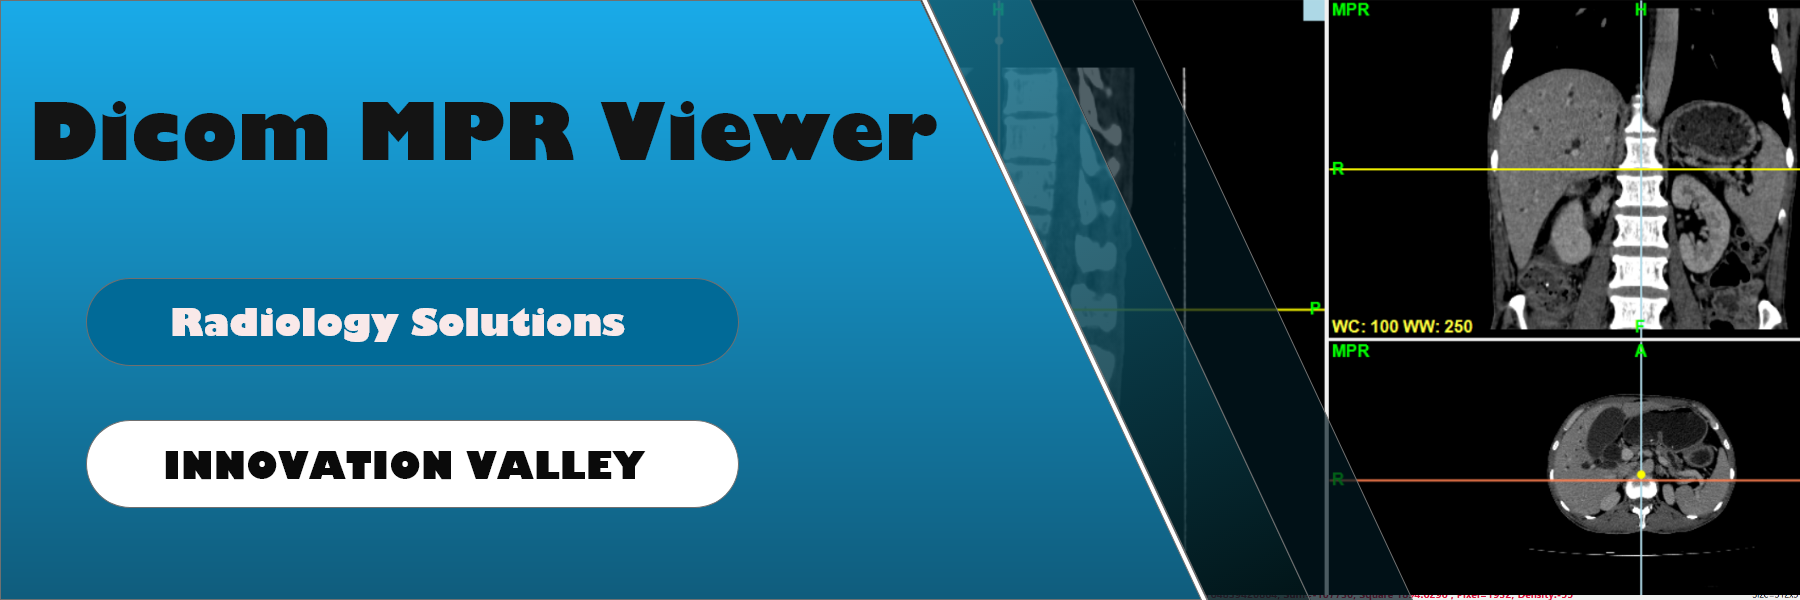 Dicom MPR Viewer
Radiology Solutions
INNOVATION VALLEY
H
P
MPR
H
R
WC: 100 WW: 250
F
MPR
A
R